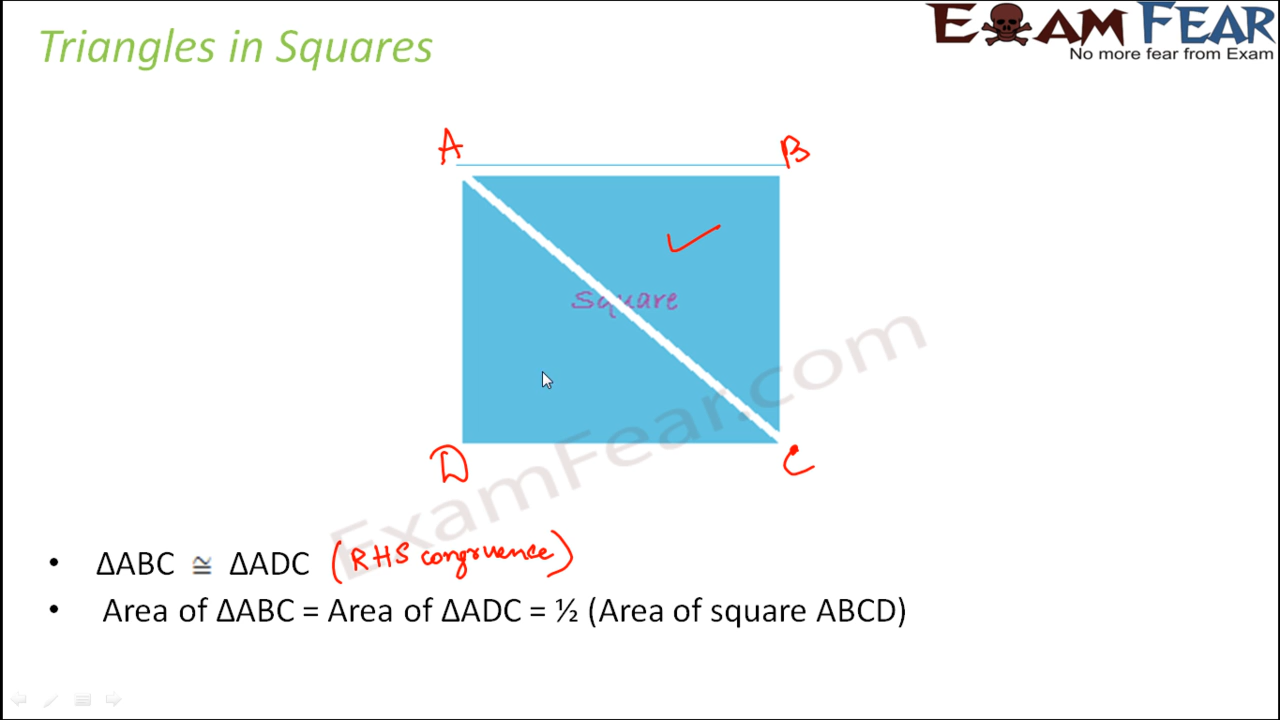 Triangles in Squares
EXAM FEAR
No more fear from Exam
A
B
Square
D
C
ExamFear.com
• ΔABC ≅ ΔADC (RHS congruence)
• Area of ΔABC = Area of ΔADC = ½ (Area of square ABCD)